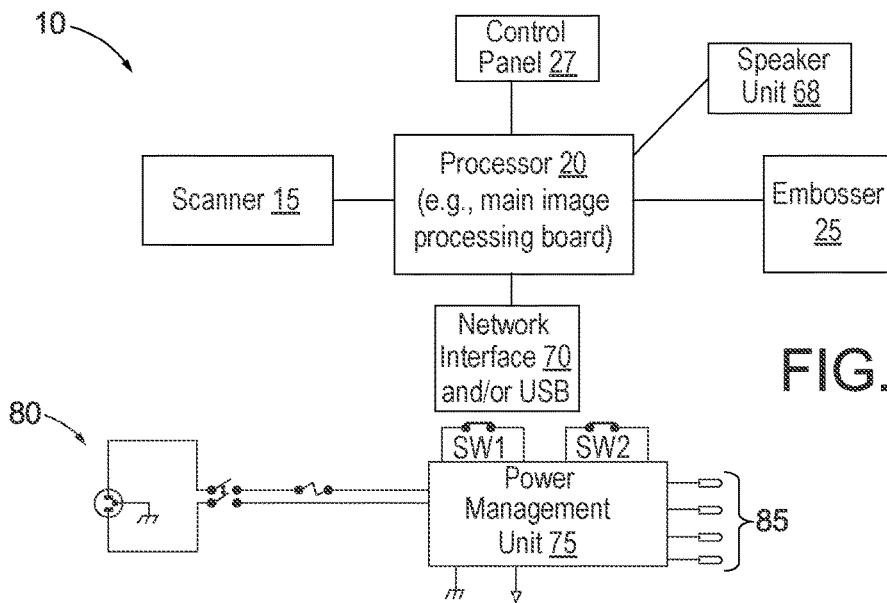 10
Control
Panel 27
Speaker
Unit 68
Scanner 15
Processor 20
(e.g., main image
processing board)
Embosser
25
Network
Interface 70
and/or USB
FIG.
80
SW1
SW2
Power
Management
Unit 75
85